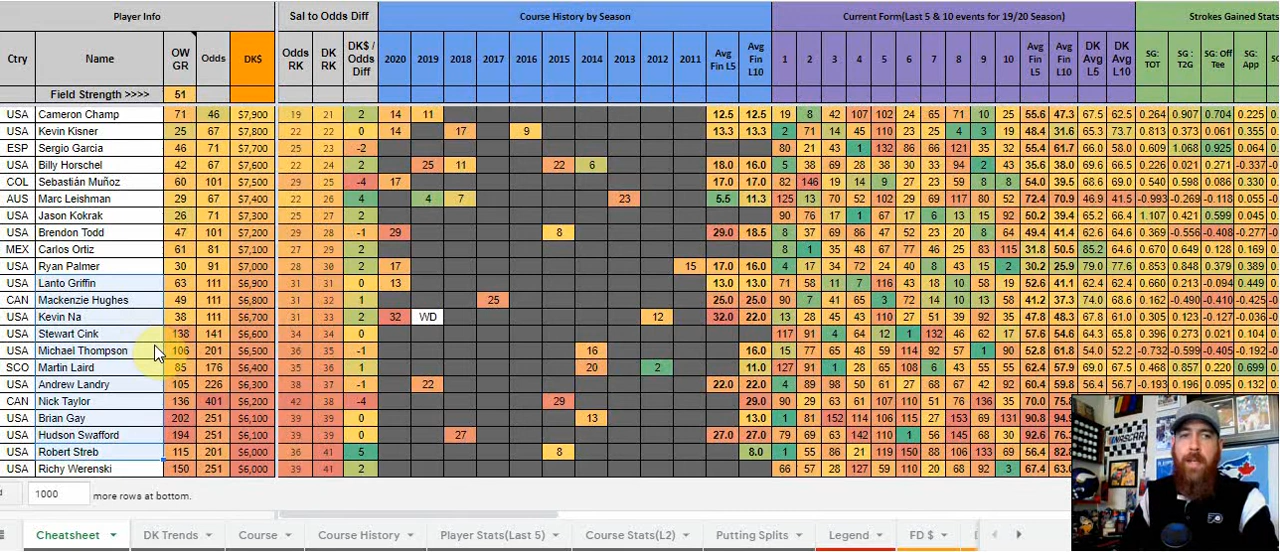 Player Info Sal to Odds Diff Course History by Season Current Form(Last 5 & 10 events for 19/20 Season) Strokes Gained Stats
Ctry Name OW GR Odds DK$ Odds RK DK RK DK$ / Odds Diff 2020 2019 2018 2017 2016 2015 2014 2013 2012 2011 Avg Fin L5 Avg Fin L10 1 2 3 4 5 6 7 8 9 10 Avg Fin L5 Avg Fin L10 DK Avg L5 DK Avg L10 SG: TOT SG : T2G SG: Off Tee SG: App
Field Strength >>>> 51
USA Cameron Champ 71 46 $7,900 19 21 2 14 11 12.5 12.5 19 8 42 107 102 24 65 71 10 25 55.6 47.3 67.5 62.5 0.264 0.907 0.704 0.225
USA Kevin Kisner 25 67 $7,800 22 22 0 14 17 9 13.3 13.3 2 71 14 45 110 23 25 4 3 48.4 31.6 65.3 73.7 0.813 0.373 0.061 0.355
ESP Sergio Garcia 46 71 $7,700 25 23 -2 80 21 43 1 132 86 66 121 35 32 55.4 61.7 66.0 58.0 0.609 1.068 0.925 0.064
USA Billy Horschel 42 67 $7,600 22 24 2 25 11 22 6 18.0 16.0 5 38 69 28 38 30 33 94 2 43 35.6 38.0 69.6 66.5 0.226 0.021 0.271 -0.337
COL Sebastián Muñoz 60 101 $7,500 29 25 -4 17 17.0 17.0 82 146 19 14 9 27 23 59 8 8 54.0 39.5 68.6 69.0 0.540 0.598 0.086 0.330
AUS Marc Leishman 29 67 $7,400 22 26 4 4 7 13 5.5 11.3 125 13 70 52 102 29 69 117 80 52 72.4 70.9 46.9 41.5 -0.993 -0.269 -0.118 0.055
USA Jason Kokrak 26 71 $7,300 25 27 2 90 76 17 1 67 17 6 13 15 92 50.2 39.4 65.2 66.4 1.107 0.421 0.599 0.045
USA Brendon Todd 47 101 $7,200 29 28 -1 29 8 29.0 18.5 8 37 69 86 47 52 23 20 8 64 49.4 41.4 65.1 69.9 0.364 -0.556 -0.408 -0.277
MEX Carlos Ortiz 61 81 $7,100 27 29 2 8 1 35 48 67 77 46 25 83 115 31.8 50.5 85.2 64.4 0.670 0.649 0.128 0.169
USA Ryan Palmer 30 91 $7,000 28 30 2 17 15 17.0 16.0 4 17 34 72 24 40 8 43 15 2 30.2 25.9 79.0 77.6 0.853 0.848 0.379 0.389
USA Lanto Griffin 63 111 $6,900 31 31 0 13 13.0 13.0 71 58 11 7 116 43 18 19 10 58 52.6 41.1 62.4 64.4 0.213 0.660 -0.094 0.449
CAN Mackenzie Hughes 49 111 $6,800 31 32 1 25 25.0 25.0 90 7 41 65 3 72 14 13 58 10 41.2 37.3 74.0 68.6 0.162 -0.490 -0.410 -0.425
USA Kevin Na 38 111 $6,700 31 33 2 32 WD 12 32.0 22.0 13 28 45 43 110 27 51 39 92 35 47.8 48.3 68.3 61.0 0.203 -0.127 -0.312 -0.036
USA Stewart Cink 138 141 $6,600 34 34 0 117 91 4 64 12 1 132 46 62 17 57.6 54.6 62.5 60.5 0.396 0.273 0.021 0.104
USA Michael Thompson 106 201 $6,500 36 35 -1 16 16.0 15 77 65 48 59 114 92 9 1 90 52.8 61.8 54.0 52.2 -0.732 -0.599 -0.405 -0.192
SCO Martin Laird 85 176 $6,400 35 36 1 20 2 11.0 127 91 1 28 65 108 6 43 55 53 62.4 57.9 69.0 67.5 0.468 0.857 0.220 0.699
USA Andrew Landry 105 226 $6,300 38 37 -1 22 22.0 22.0 4 89 98 50 58 68 67 42 92 60.4 59.8 56.4 56.7 -0.193 0.196 0.095 0.132
CAN Nick Taylor 136 401 $6,200 42 38 -4 29 29.0 90 29 63 61 107 110 51 76 136 35 70.0 75.
USA Brian Gay 202 251 $6,100 39 39 0 13 13.0 1 81 152 114 106 115 27 153 69 131 90.8 94.
USA Hudson Swafford 194 251 $6,100 39 39 0 27 27.0 27.0 79 69 63 142 110 1 56 145 68 30 92.6 76.
USA Robert Streb 115 201 $6,000 36 41 5 8 8.0 1 55 86 21 119 150 88 106 133 69 56.4 82.
USA Richy Werenski 150 251 $6,000 39 41 2 66 57 28 127 59 110 20 68 92 3 67.4 63.
1000 more rows at bottom.
Cheatsheet DK Trends Course Course History Player Stats(Last 5) Course Stats(L2) Putting Splits Legend FD $
NASCAR